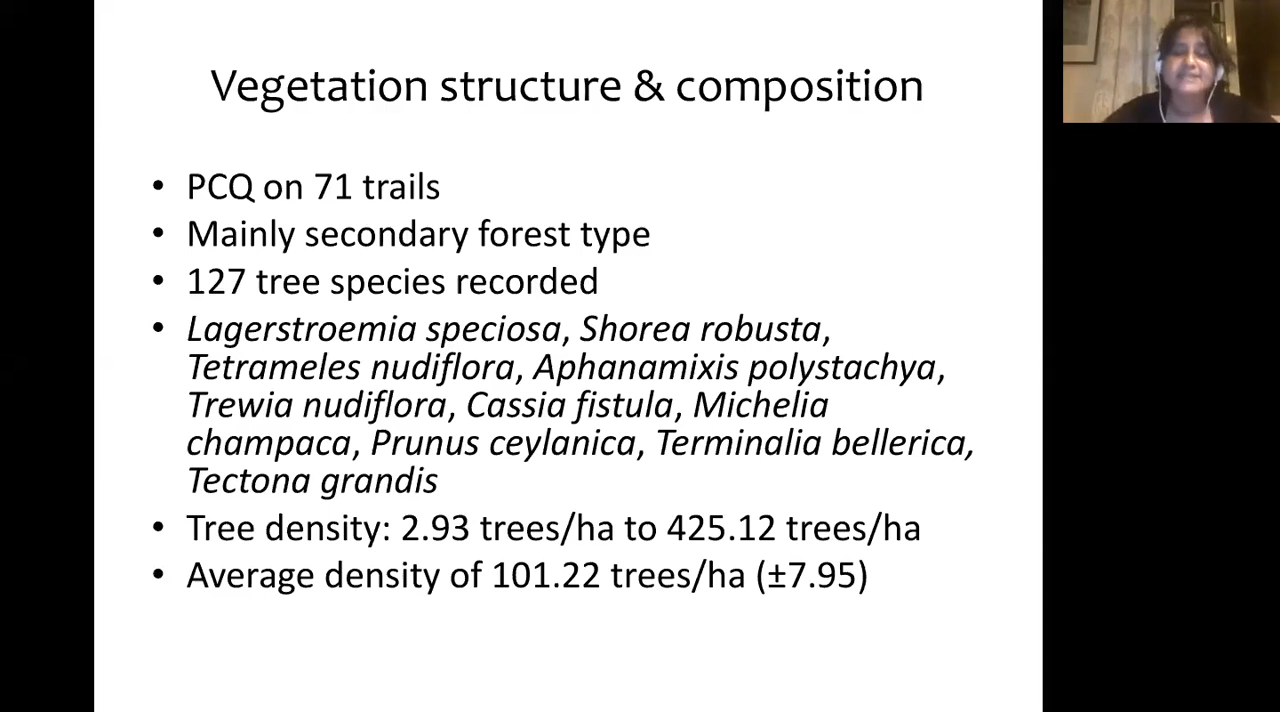 Vegetation structure & composition
• PCQ on 71 trails
• Mainly secondary forest type
• 127 tree species recorded
• Lagerstroemia speciosa, Shorea robusta,
Tetrameles nudiflora, Aphanamixis polystachya,
Trewia nudiflora, Cassia fistula, Michelia
champaca, Prunus ceylanica, Terminalia bellerica,
Tectona grandis
• Tree density: 2.93 trees/ha to 425.12 trees/ha
• Average density of 101.22 trees/ha (±7.95)